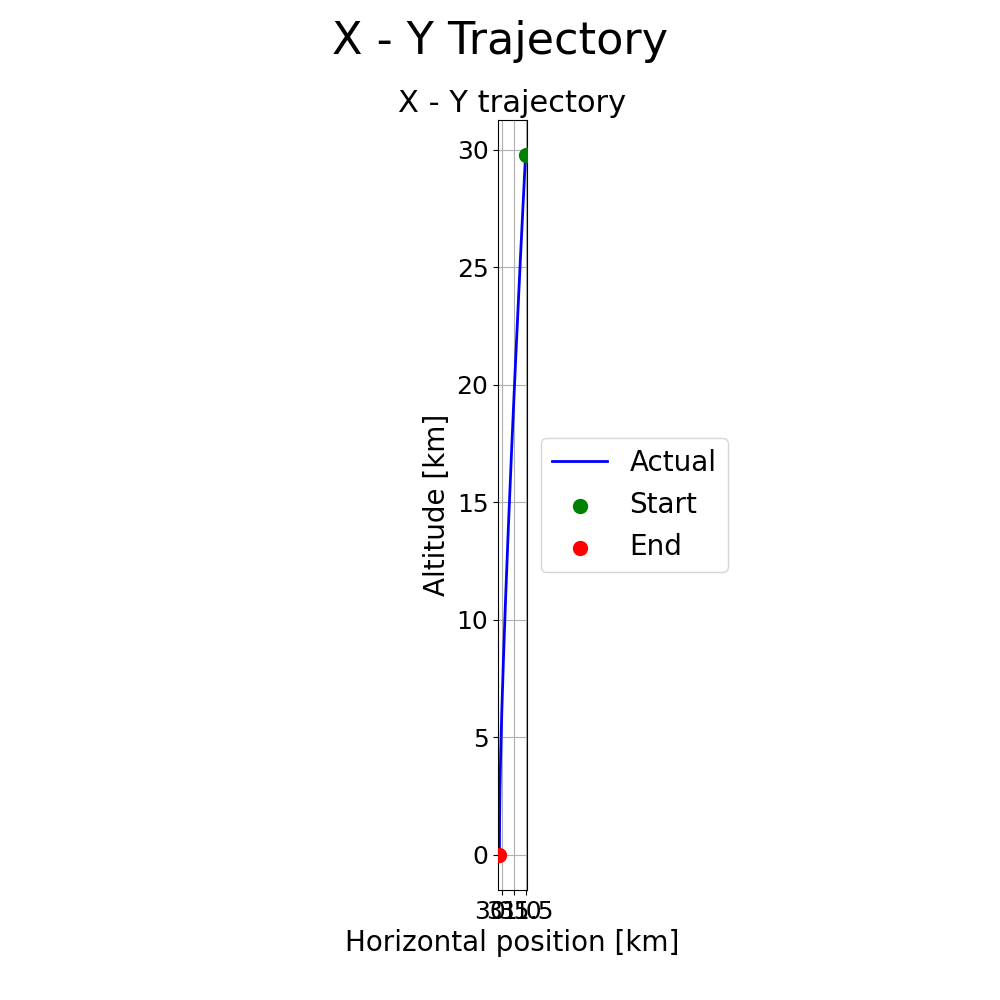 X - Y Trajectory
X - Y trajectory
30
25
20
15
10
5
0
Altitude [km]
Actual
Start
End
Horizontal position [km]